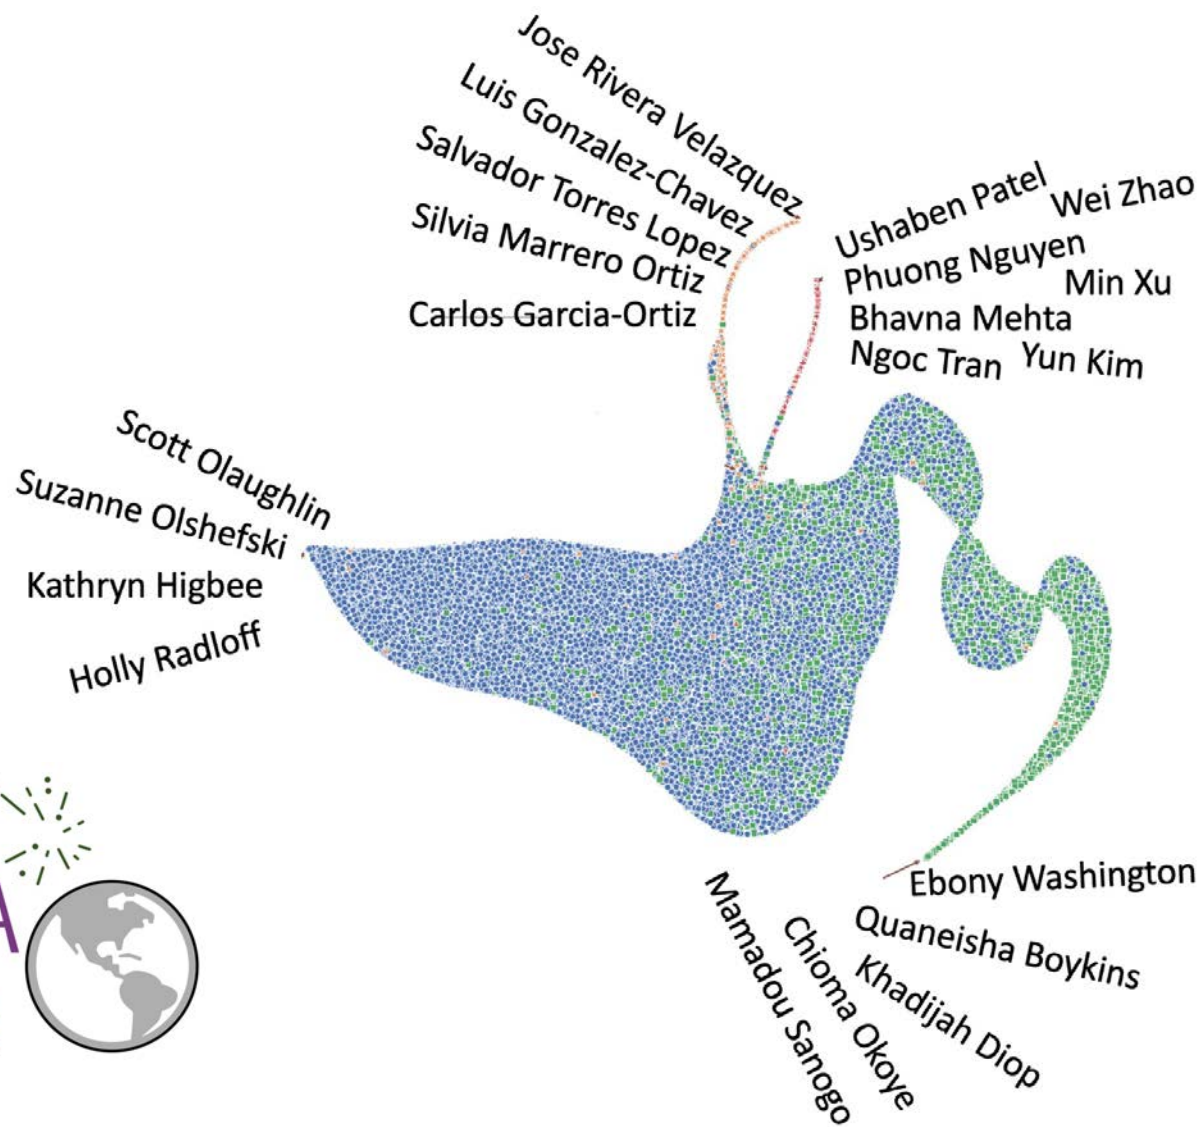 Jose Rivera Velazquez
Luis Gonzalez-Chavez
Salvador Torres Lopez
Silvia Marrero Ortiz
Carlos Garcia-Ortiz
Ushaben Patel
Wei Zhao
Phuong Nguyen
Min Xu
Bhavna Mehta
Ngoc Tran
Yun Kim
Scott Olaughlin
Suzanne Olshefski
Kathryn Higbee
Holly Radloff
Ebony Washington
Quaneisha Boykins
Khadijah Diop
Chioma Okoye
Mamadou Sanogo